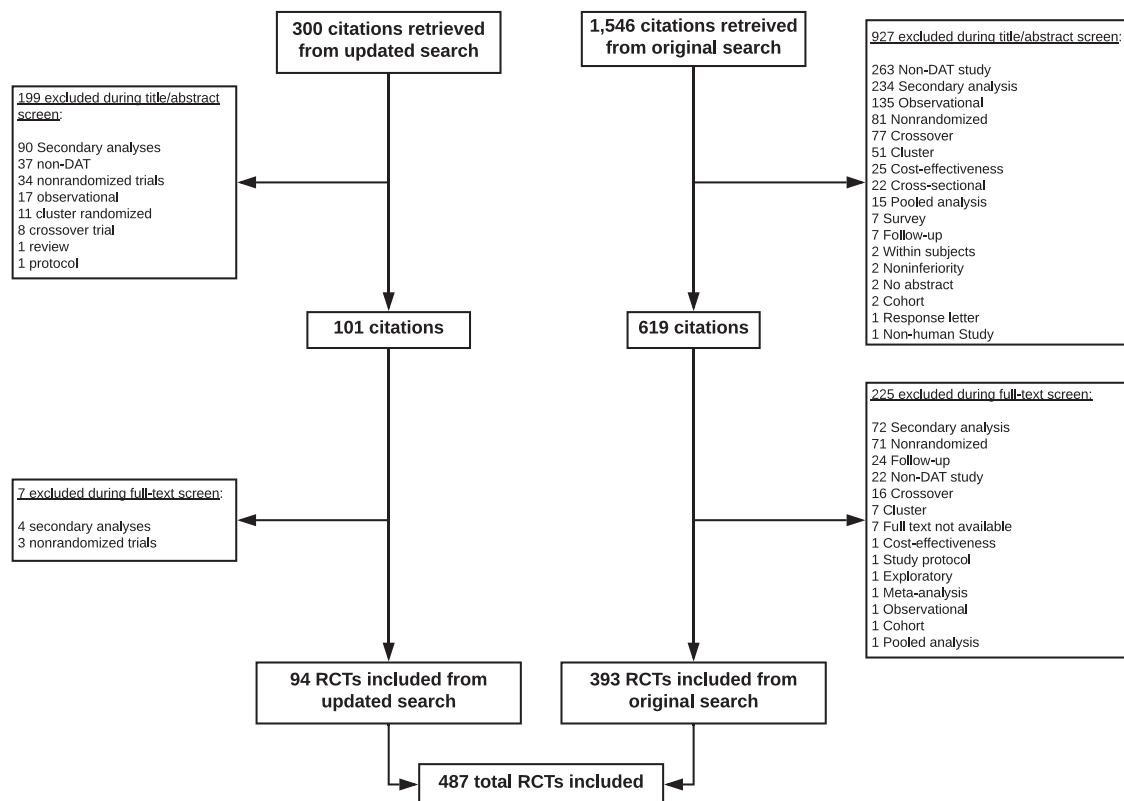 300 citations retrieved
from updated search
1,546 citations retreived
from original search
199 excluded during title/abstract
screen:
90 Secondary analyses
37 non-DAT
34 nonrandomized trials
17 observational
11 cluster randomized
8 crossover trial
1 review
1 protocol
927 excluded during title/abstract screen:
263 Non-DAT study
234 Secondary analysis
135 Observational
81 Nonrandomized
77 Crossover
51 Cluster
25 Cost-effectiveness
22 Cross-sectional
15 Pooled analysis
7 Survey
7 Follow-up
2 Within subjects
2 Noninferiority
2 No abstract
2 Cohort
1 Response letter
1 Non-human Study
101 citations
619 citations
7 excluded during full-text screen:
4 secondary analyses
3 nonrandomized trials
225 excluded during full-text screen:
72 Secondary analysis
71 Nonrandomized
24 Follow-up
22 Non-DAT study
16 Crossover
7 Cluster
7 Full text not available
1 Cost-effectiveness
1 Study protocol
1 Exploratory
1 Meta-analysis
1 Observational
1 Cohort
1 Pooled analysis
94 RCTs included from
updated search
393 RCTs included from
original search
487 total RCTs included